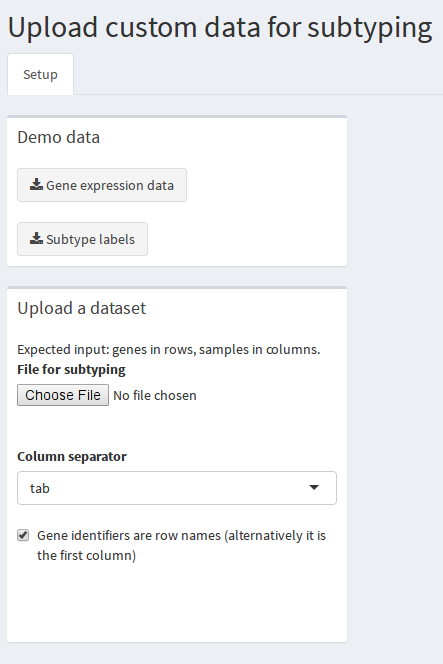 Upload custom data for subtyping
Setup
Demo data
Gene expression data
Subtype labels
Upload a dataset
Expected input: genes in rows, samples in columns.
File for subtyping
Choose File No file chosen
Column separator
tab
Gene identifiers are row names (alternatively it is
the first column)